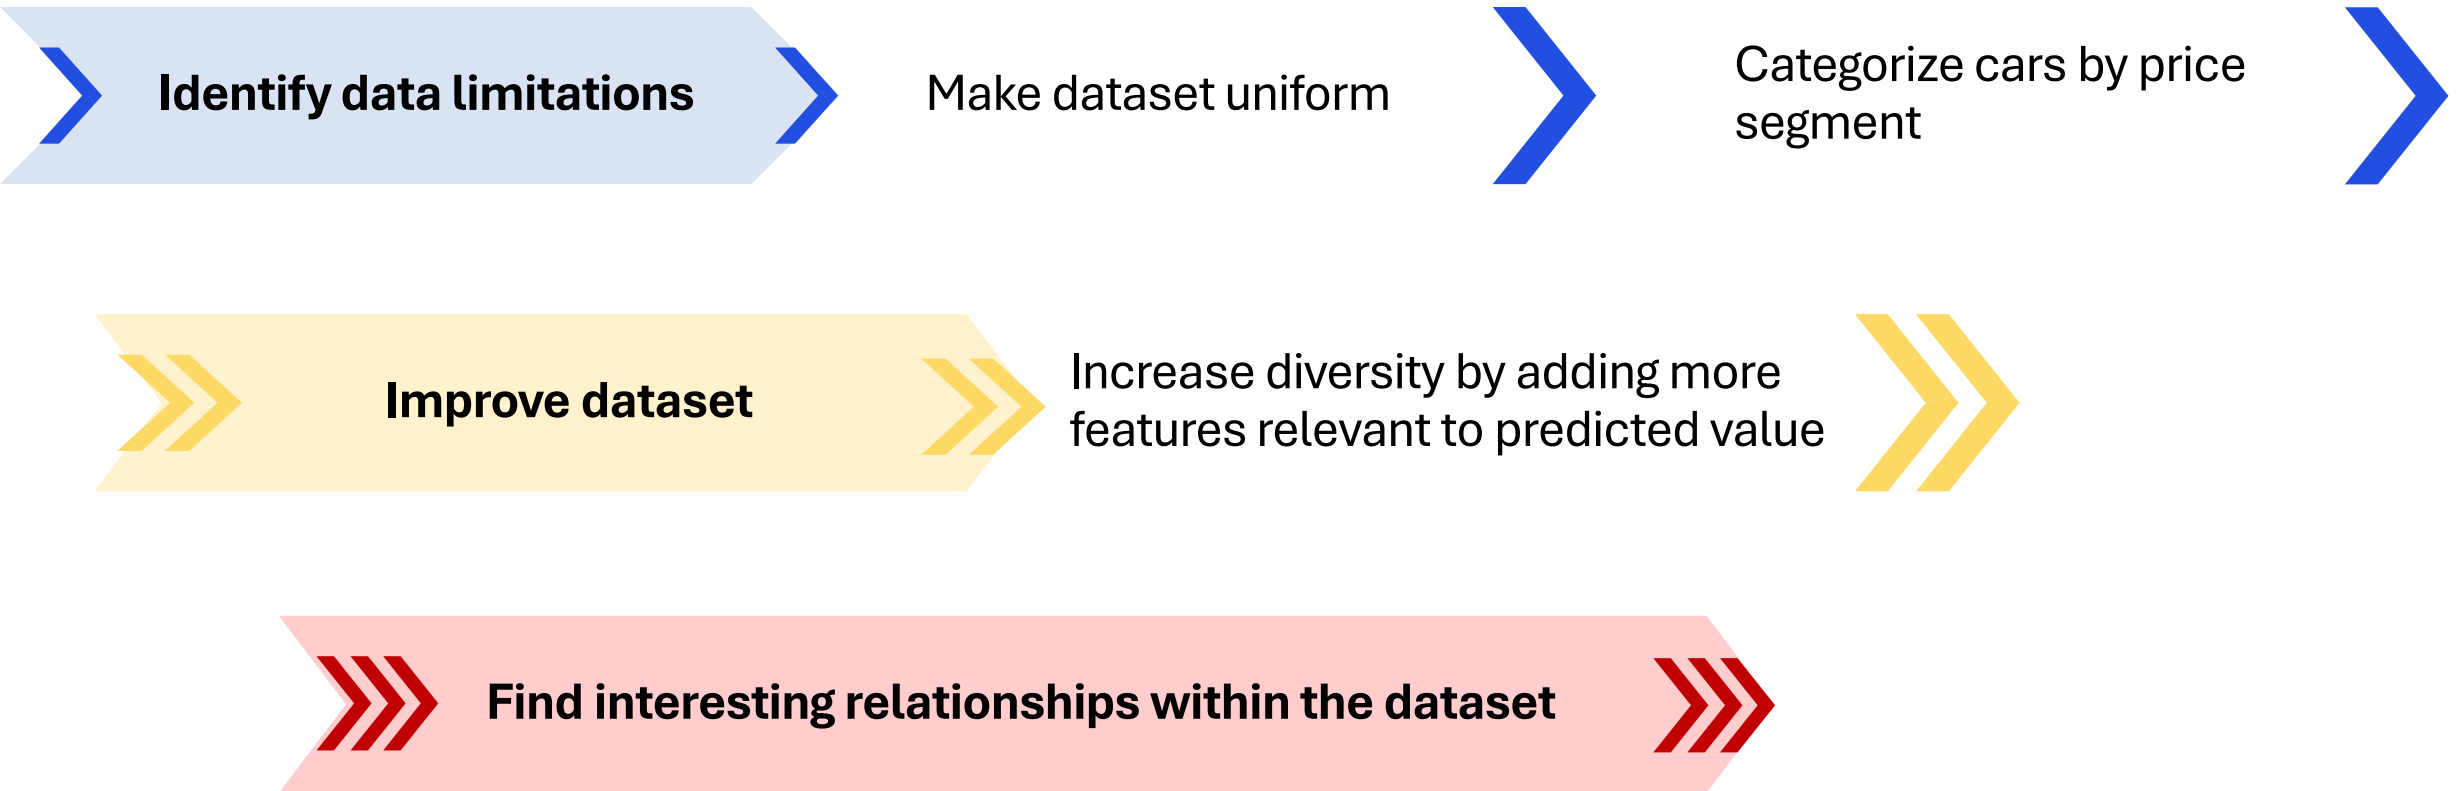 Identify data limitations
Make dataset uniform
Categorize cars by price
segment
Improve dataset
Increase diversity by adding more
features relevant to predicted value
Find interesting relationships within the dataset